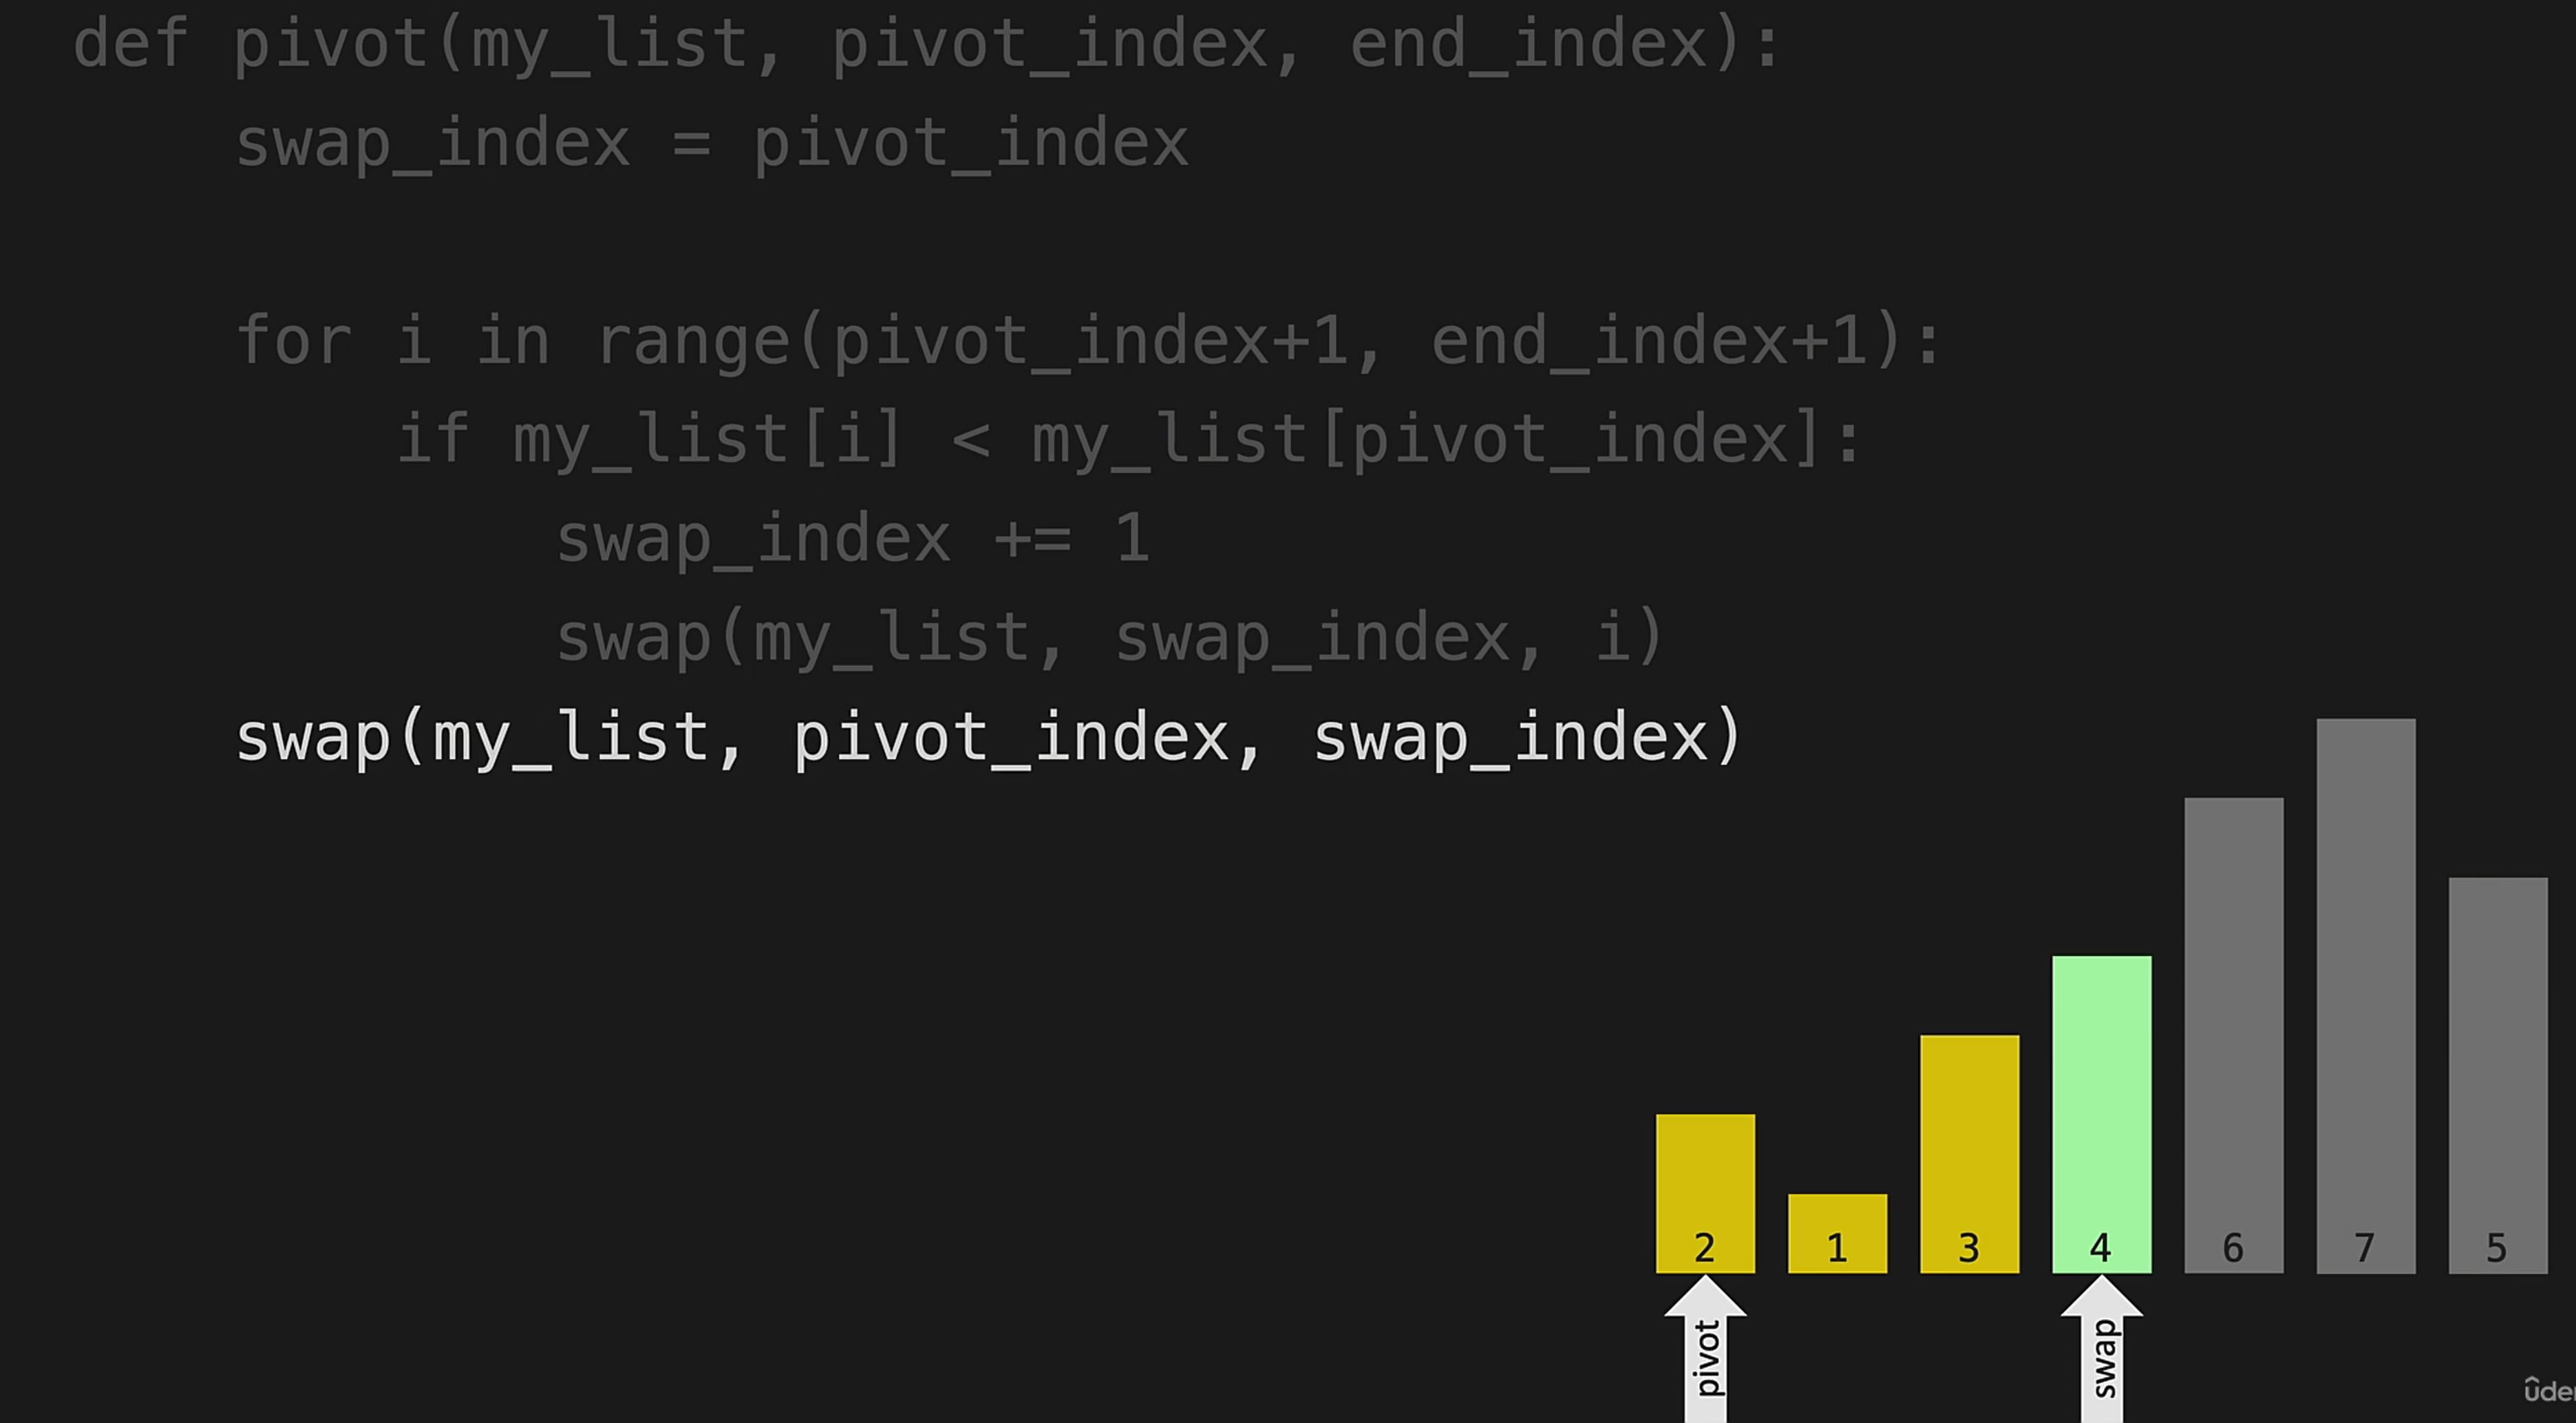 def pivot(my_list, pivot_index, end_index):
    swap_index = pivot_index
    for i in range(pivot_index+1, end_index+1):
        if my_list[i] < my_list[pivot_index]:
            swap_index += 1
            swap(my_list, swap_index, i)
    swap(my_list, pivot_index, swap_index)
2 1 3 4 6 7 5
pivot swap